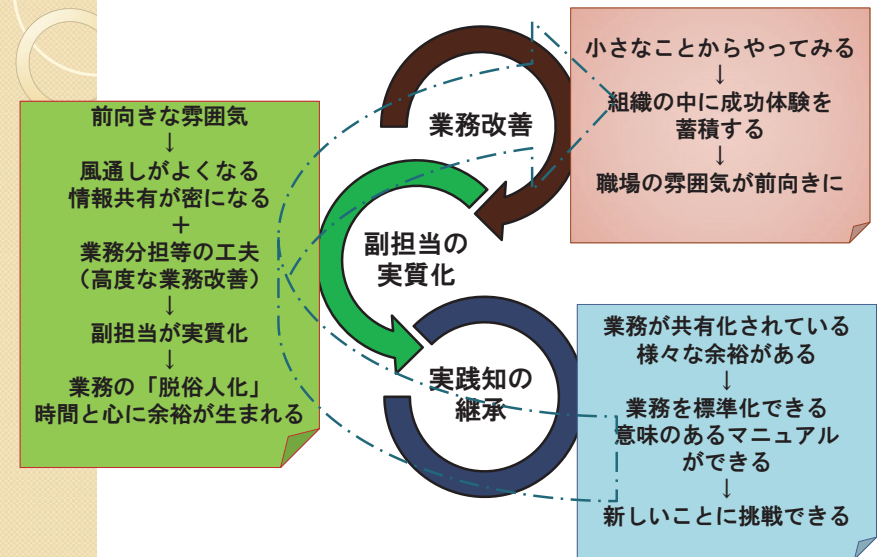 業務改善
小さなことからやってみる
↓
組織の中に成功体験を
蓄積する
↓
職場の雰囲気が前向きに
前向きな雰囲気
↓
風通しがよくなる
情報共有が密になる
＋
業務分担等の工夫
（高度な業務改善）
↓
副担当が実質化
↓
業務の「脱俗人化」
時間と心に余裕が生まれる
副担当の
実質化
実践知の
継承
業務が共有化されている
様々な余裕がある
↓
業務を標準化できる
意味のあるマニュアル
ができる
↓
新しいことに挑戦できる